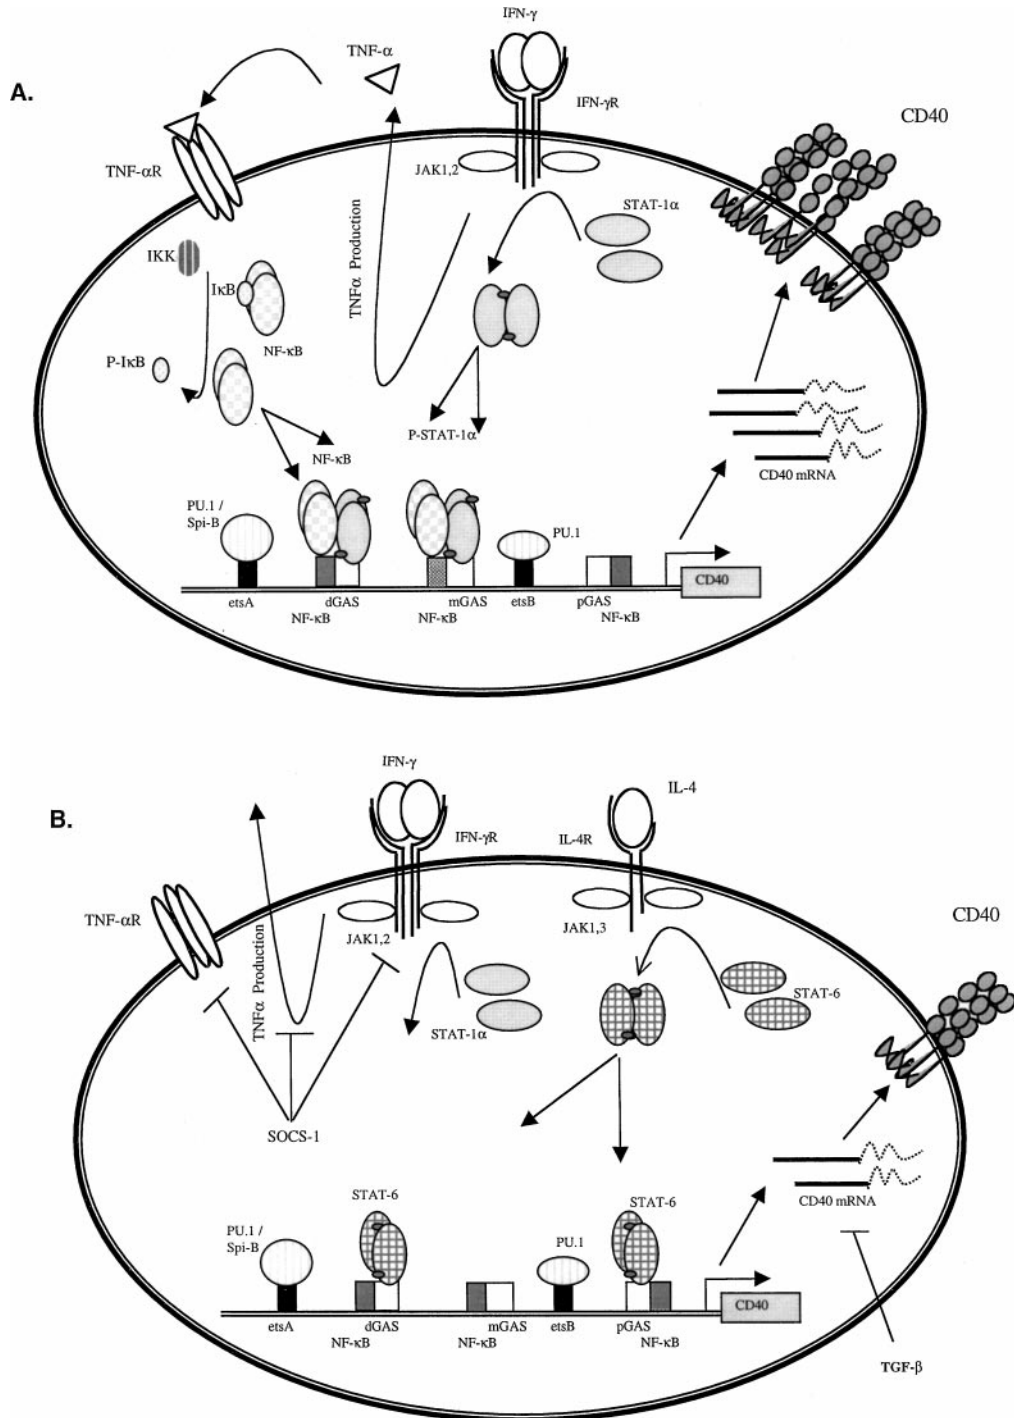 A.
IFN-γ
TNF-α
IFN-γR
CD40
TNF-αR
JAK1,2
STAT-1α
TNFα Production
IKK
IκB
NF-κB
P-IκB
P-STAT-1α
NF-κB
CD40 mRNA
PU.1 /
Spi-B
PU.1
CD40
etsA
dGAS
mGAS
etsB
pGAS
NF-κB
NF-κB
NF-κB
B.
IFN-γ
IL-4
IFN-γR
IL-4R
TNF-αR
CD40
JAK1,2
JAK1,3
TNFα Production
STAT-1α
STAT-6
SOCS-1
STAT-6
STAT-6
CD40 mRNA
PU.1 /
Spi-B
PU.1
CD40
etsA
dGAS
mGAS
etsB
pGAS
NF-κB
NF-κB
NF-κB
TGF-β